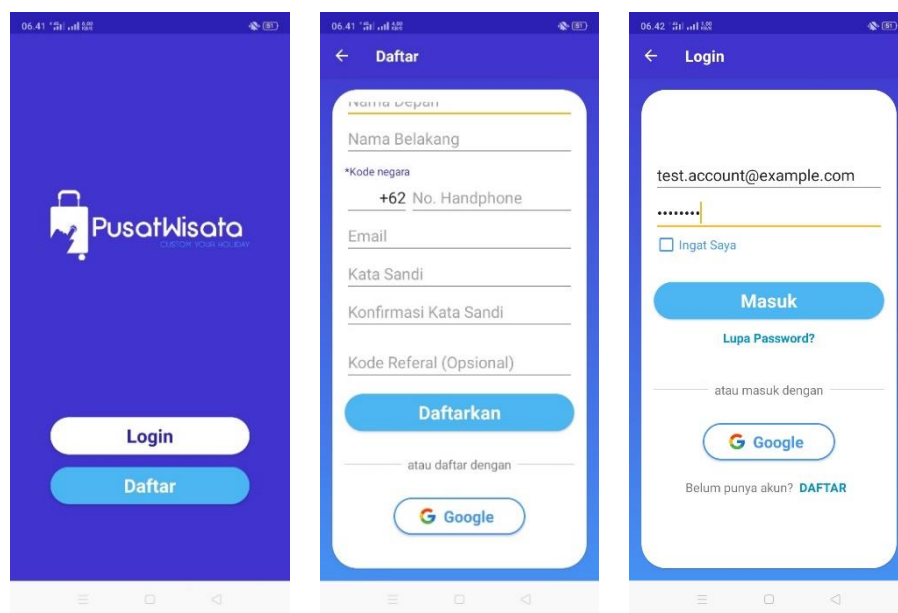 06.41
PusatWisata
CUSTOM YOUR HOLIDAY
Login
Daftar
06.41
Daftar
Nama Depan
Nama Belakang
*Kode negara
+62 No. Handphone
Email
Kata Sandi
Konfirmasi Kata Sandi
Kode Referal (Opsional)
Daftarkan
atau daftar dengan
G Google
06.42
Login
test.account@example.com
••••••••
Ingat Saya
Masuk
Lupa Password?
atau masuk dengan
G Google
Belum punya akun? DAFTAR